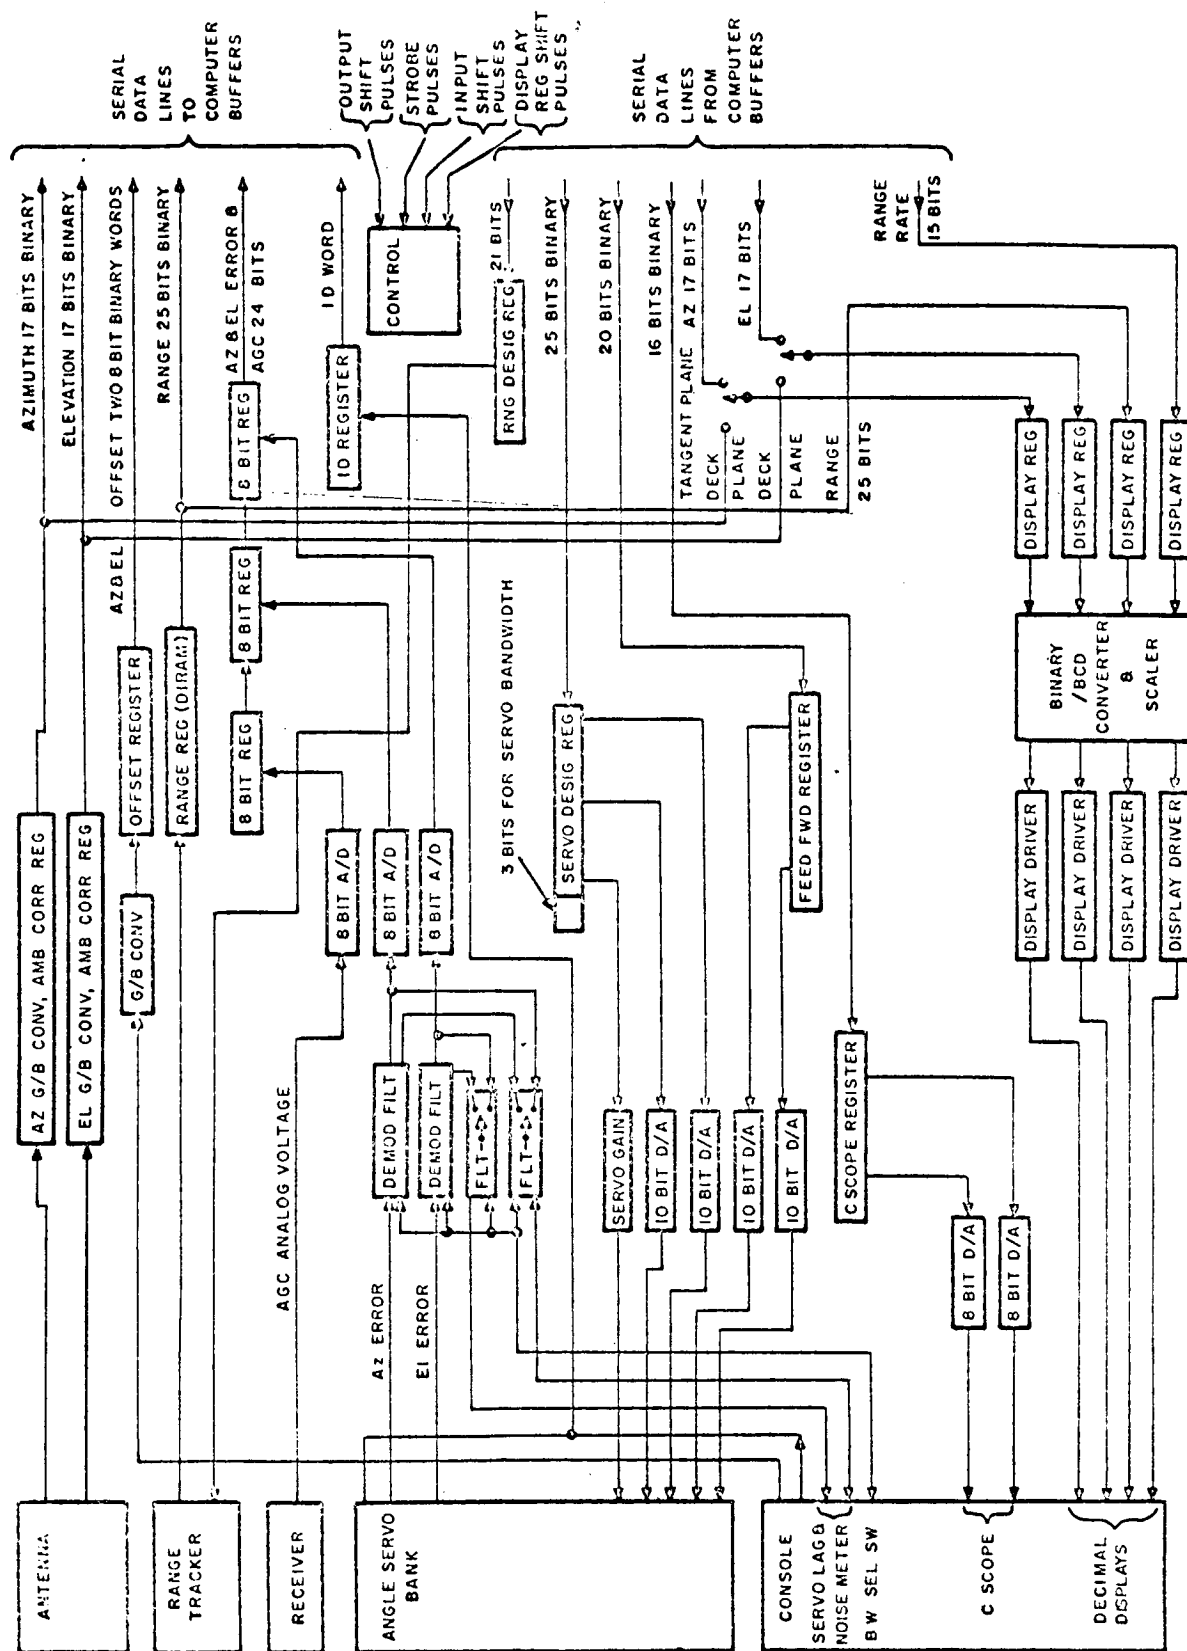 ANTENNA
RANGE
TRACKER
RECEIVER
ANGLE SERVO
BANK
CONSOLE
SERVO LAG &
NOISE METER
BW SEL SW
C SCOPE
DECIMAL
DISPLAYS
AZ G/B CONV, AMB CORR REG
EL G/B CONV, AMB CORR REG
G/B CONV
OFFSET REGISTER
RANGE REG (DIRAM)
AGC ANALOG VOLTAGE
8 BIT A/D
8 BIT A/D
8 BIT A/D
8 BIT REG
8 BIT REG
8 BIT REG
AZ ERROR
El ERROR
DEMOD FILT
DEMOD FILT
FLT
FLT
AZIMUTH 17 BITS BINARY
ELEVATION 17 BITS BINARY
AZ & EL OFFSET TWO 8 BIT BINARY WORDS
RANGE 25 BITS BINARY
AZ & EL ERROR &
AGC 24 BITS
ID WORD
ID REGISTER
SERIAL
DATA
LINES
TO
COMPUTER
BUFFERS
CONTROL
OUTPUT
SHIFT
PULSES
STROBE
PULSES
INPUT
SHIFT
PULSES
DISPLAY
REG SHIFT
PULSES
RNG DESIG REG
21 BITS
3 BITS FOR SERVO BANDWIDTH
SERVO DESIG REG
25 BITS BINARY
FEED FWD REGISTER
20 BITS BINARY
16 BITS BINARY
SERVO GAIN
10 BIT D/A
10 BIT D/A
10 BIT D/A
10 BIT D/A
C SCOPE REGISTER
8 BIT D/A
8 BIT D/A
TANGENT PLANE AZ 17 BITS
EL 17 BITS
DECK
PLANE
DECK
PLANE
RANGE
25 BITS
RANGE
RATE
15 BITS
SERIAL
DATA
LINES
FROM
COMPUTER
BUFFERS
DISPLAY REG
DISPLAY REG
DISPLAY REG
DISPLAY REG
BINARY
/BCD
CONVERTER
&
SCALER
DISPLAY DRIVER
DISPLAY DRIVER
DISPLAY DRIVER
DISPLAY DRIVER